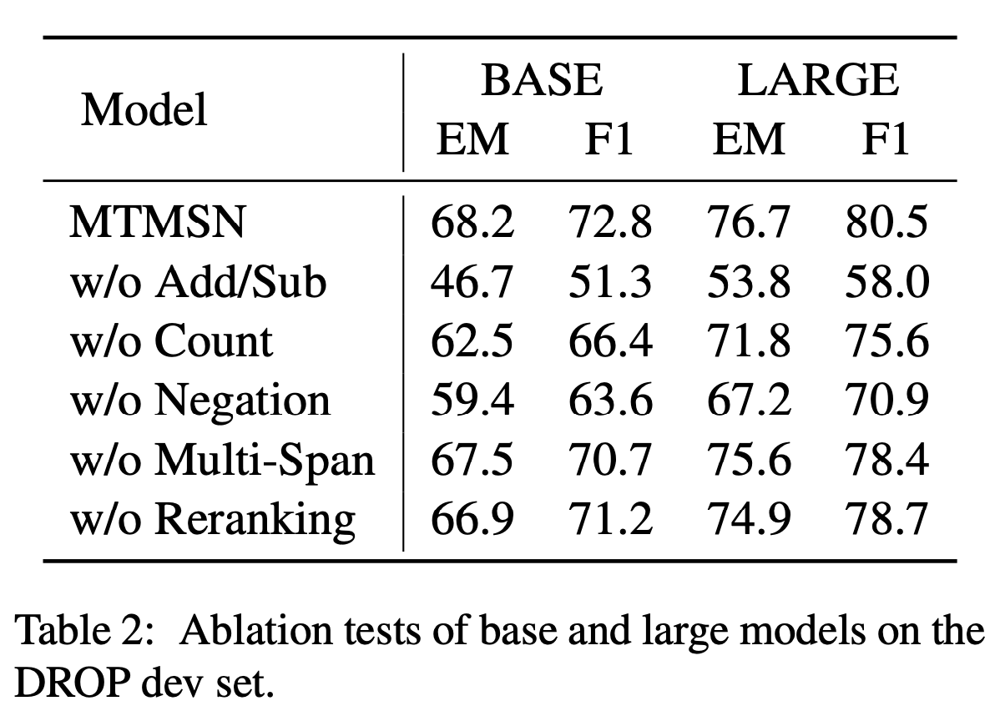 Model BASE LARGE
EM F1 EM F1
MTMSN 68.2 72.8 76.7 80.5
w/o Add/Sub 46.7 51.3 53.8 58.0
w/o Count 62.5 66.4 71.8 75.6
w/o Negation 59.4 63.6 67.2 70.9
w/o Multi-Span 67.5 70.7 75.6 78.4
w/o Reranking 66.9 71.2 74.9 78.7
Table 2: Ablation tests of base and large models on the
DROP dev set.